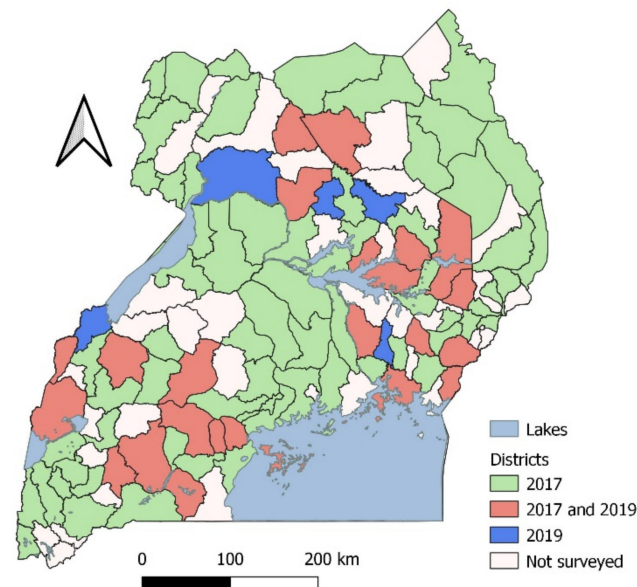 Lakes
Districts
2017
2017 and 2019
2019
Not surveyed
0 100 200 km